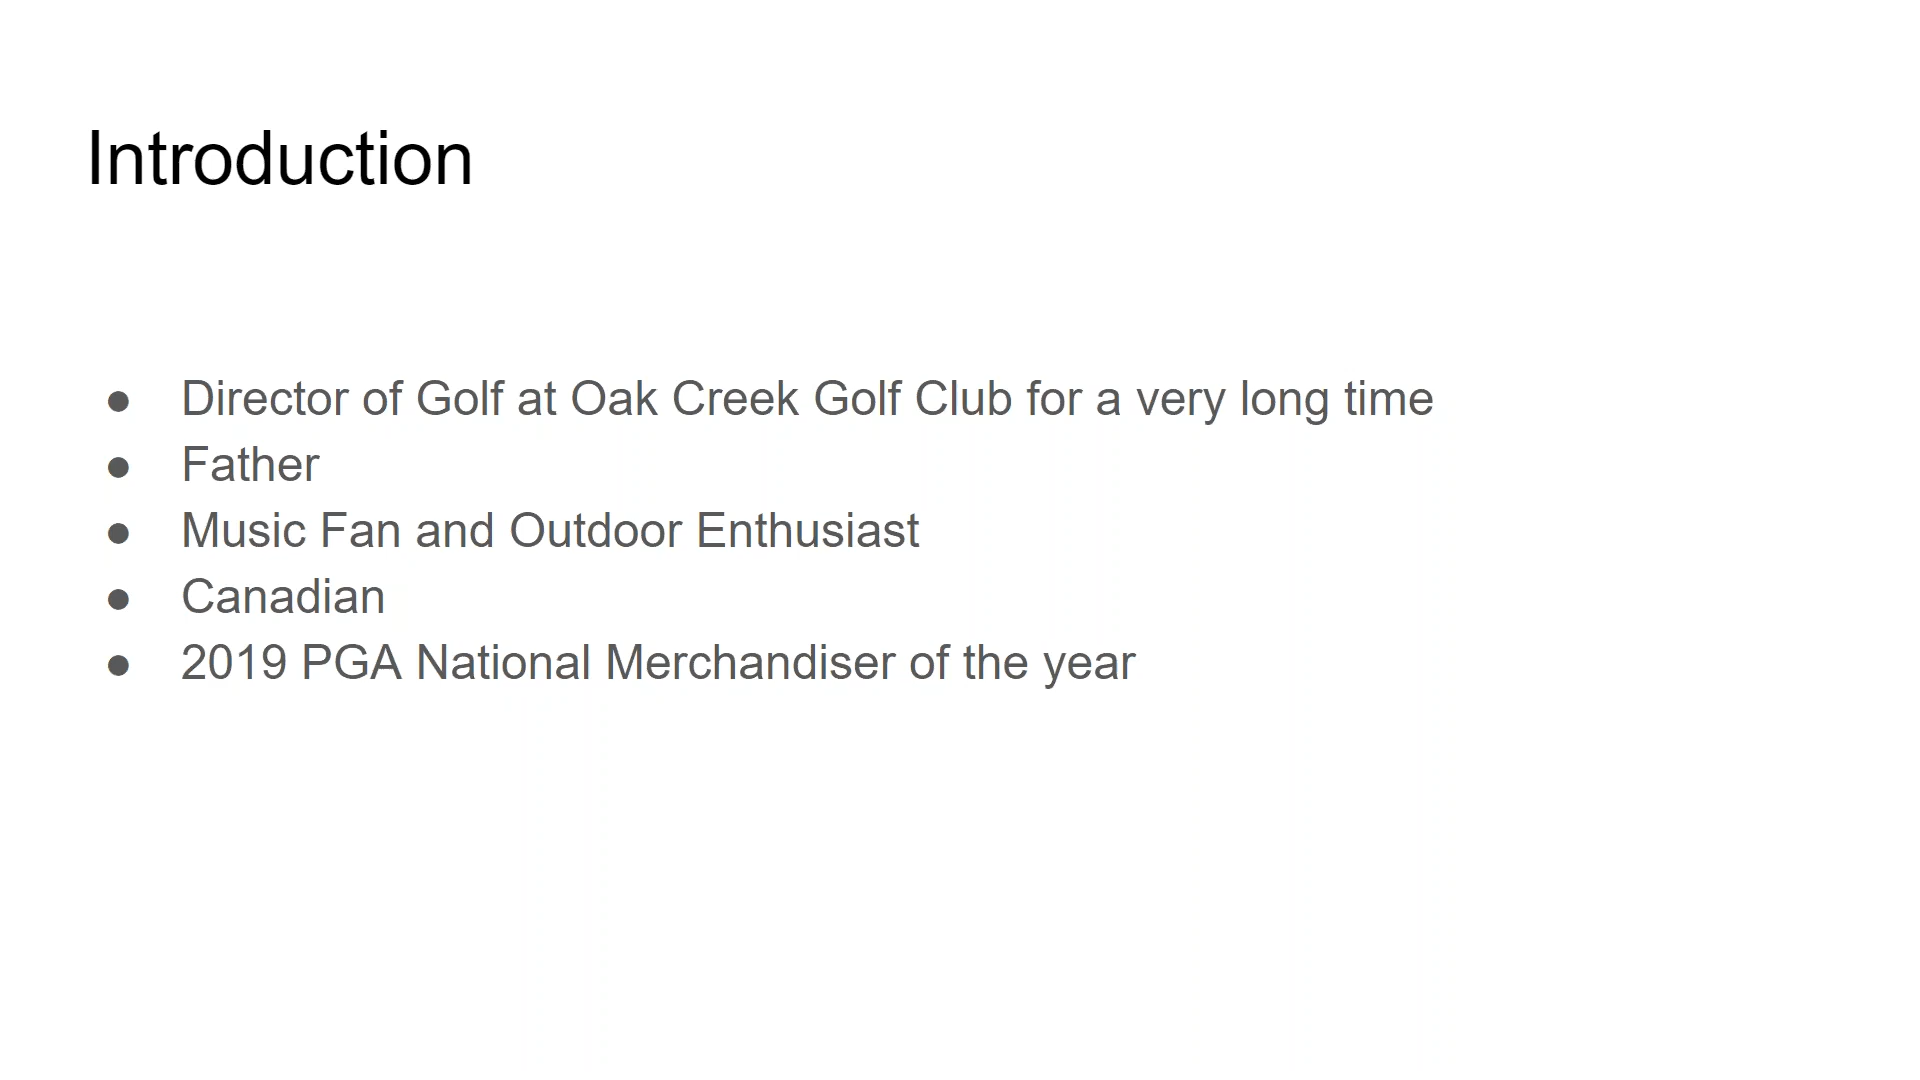 Introduction
● Director of Golf at Oak Creek Golf Club for a very long time
● Father
● Music Fan and Outdoor Enthusiast
● Canadian
● 2019 PGA National Merchandiser of the year